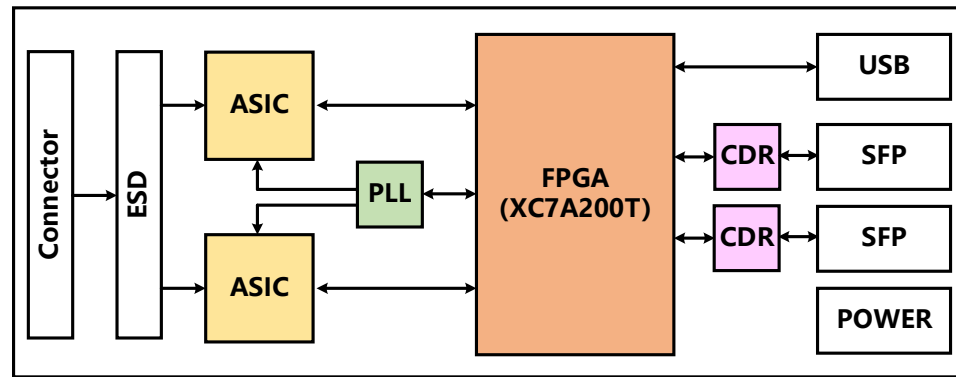 Connector
ESD
ASIC
ASIC
PLL
FPGA
(XC7A200T)
USB
CDR
SFP
CDR
SFP
POWER